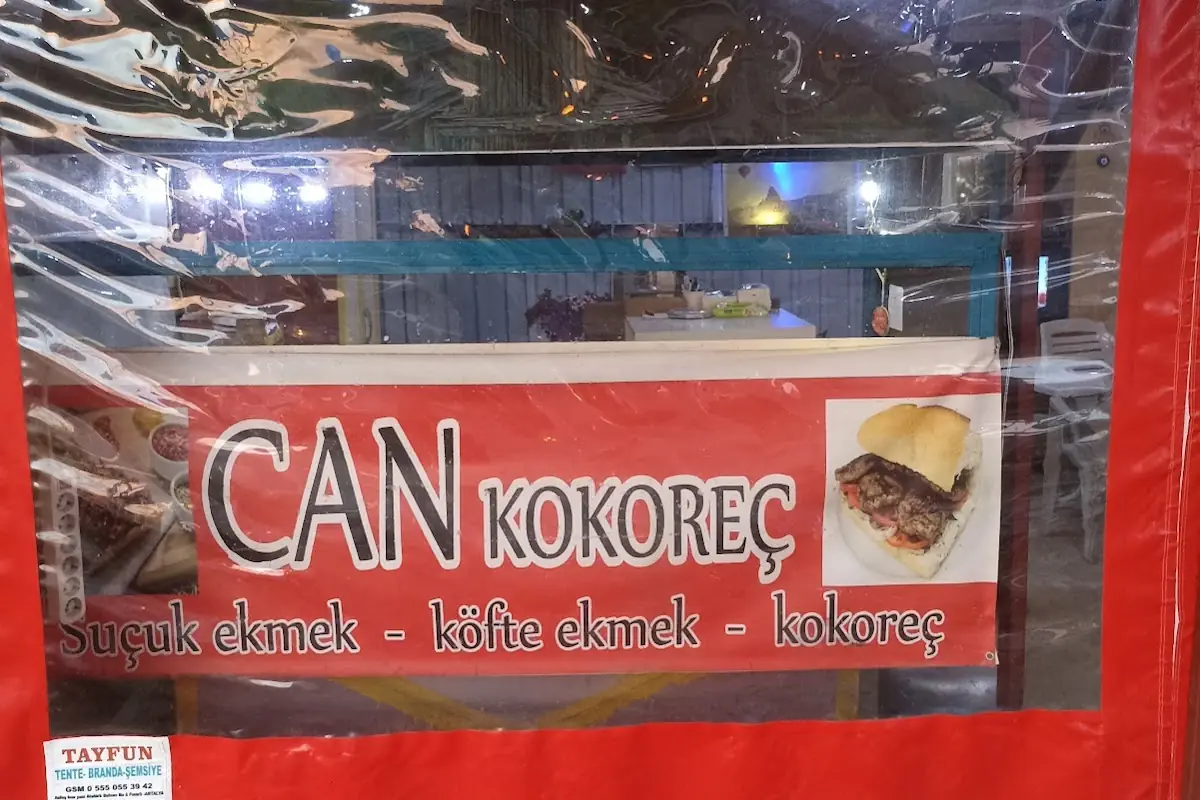 CAN KOKOREÇ
Suçuk ekmek - köfte ekmek - kokoreç
TAYFUN
TENTE- BRANDA-ŞEMSİYE
GSM 0 555 055 39 42